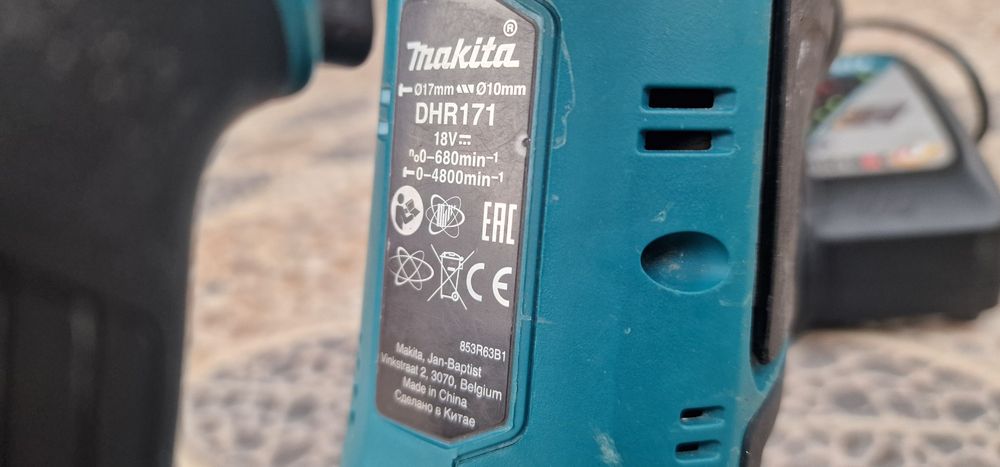 makita®
Ø17mm Ø10mm
DHR171
18V
n₀0-680min⁻¹
0-4800min⁻¹
EAC
CE
853R63B1
Makita, Jan-Baptist
Vinkstraat 2, 3070, Belgium
Made in China
Сделано в Китае